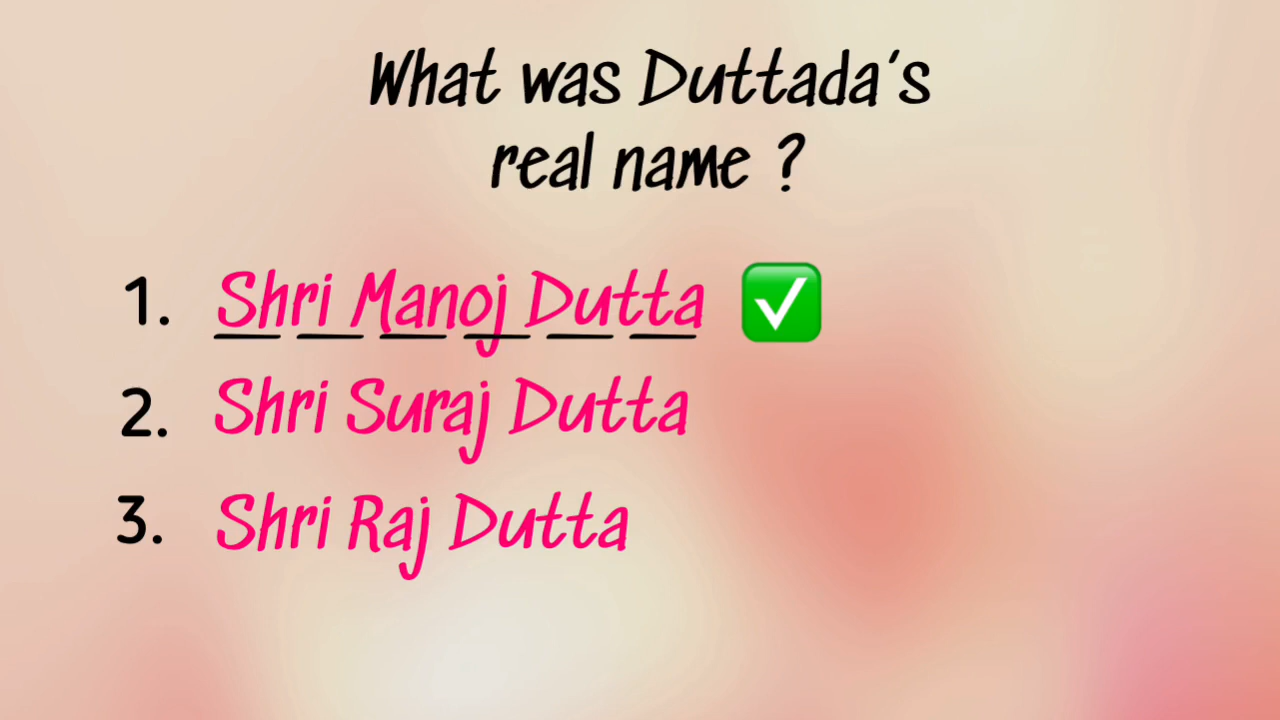 What was Duttada's
real name ?
1. Shri Manoj Dutta ✅
2. Shri Suraj Dutta
3. Shri Raj Dutta